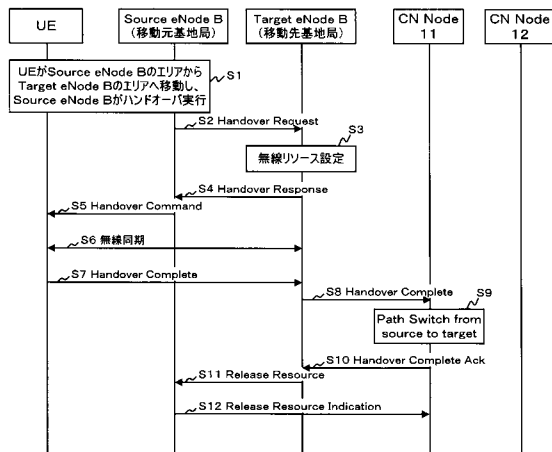 UE
Source eNode B
(移動元基地局)
Target eNode B
(移動先基地局)
CN Node
11
CN Node
12
UEがSource eNode Bのエリアから
Target eNode Bのエリアへ移動し、
Source eNode Bがハンドオーバ実行
S1
S2 Handover Request
S3
無線リソース設定
S4 Handover Response
S5 Handover Command
S6 無線同期
S7 Handover Complete
S8 Handover Complete
S9
Path Switch from
source to target
S10 Handover Complete Ack
S11 Release Resource
S12 Release Resource Indication